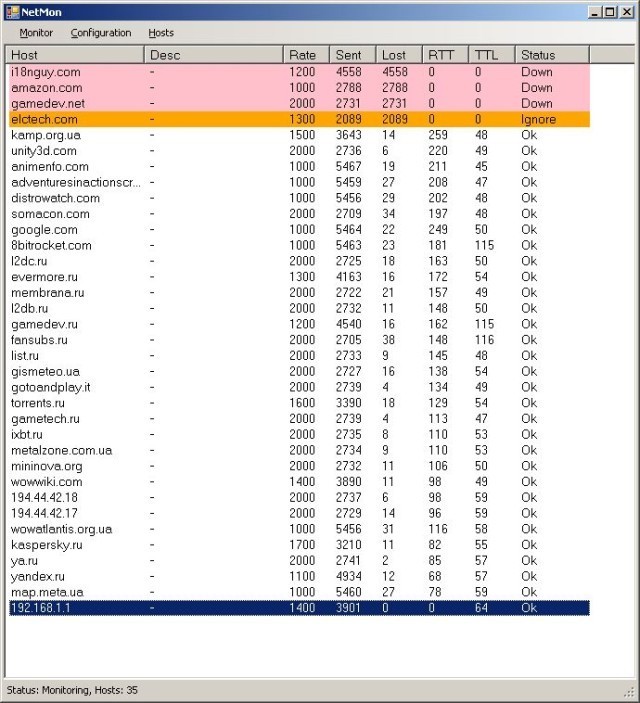 NetMon
Monitor Configuration Hosts
Host Desc Rate Sent Lost RTT TTL Status
i18nguy.com - 1200 4558 4558 0 0 Down
amazon.com - 1000 2788 2788 0 0 Down
gamedev.net - 2000 2731 2731 0 0 Down
elctech.com - 1300 2089 2089 0 0 Ignore
kamp.org.ua - 1500 3643 14 259 48 Ok
unity3d.com - 2000 2736 6 220 49 Ok
animenfo.com - 1000 5467 19 211 45 Ok
adventuresinactionscr... - 1000 5459 27 208 47 Ok
distrowatch.com - 1000 5456 29 202 48 Ok
somacon.com - 2000 2709 34 197 48 Ok
google.com - 1000 5464 22 249 50 Ok
8bitrocket.com - 1000 5463 23 181 115 Ok
l2dc.ru - 2000 2725 18 163 50 Ok
evermore.ru - 1300 4163 16 172 54 Ok
membrana.ru - 2000 2722 21 157 49 Ok
l2db.ru - 2000 2732 11 148 50 Ok
gamedev.ru - 1200 4540 16 162 115 Ok
fansubs.ru - 2000 2705 38 148 116 Ok
list.ru - 2000 2733 9 145 48 Ok
gismeteo.ua - 2000 2727 16 138 54 Ok
gotoandplay.it - 2000 2739 4 134 49 Ok
torrents.ru - 1600 3390 18 129 54 Ok
gametech.ru - 2000 2739 4 113 47 Ok
ixbt.ru - 2000 2735 8 110 53 Ok
metalzone.com.ua - 2000 2734 9 110 53 Ok
mininova.org - 2000 2732 11 106 50 Ok
wowwiki.com - 1400 3890 11 98 49 Ok
194.44.42.18 - 2000 2737 6 98 59 Ok
194.44.42.17 - 2000 2729 14 96 59 Ok
wowatlantis.org.ua - 1000 5456 31 116 58 Ok
kaspersky.ru - 1700 3210 11 82 55 Ok
ya.ru - 2000 2741 2 85 57 Ok
yandex.ru - 1100 4934 12 68 57 Ok
map.meta.ua - 1000 5460 27 78 59 Ok
192.168.1.1 - 1400 3901 0 0 64 Ok
Status: Monitoring, Hosts: 35